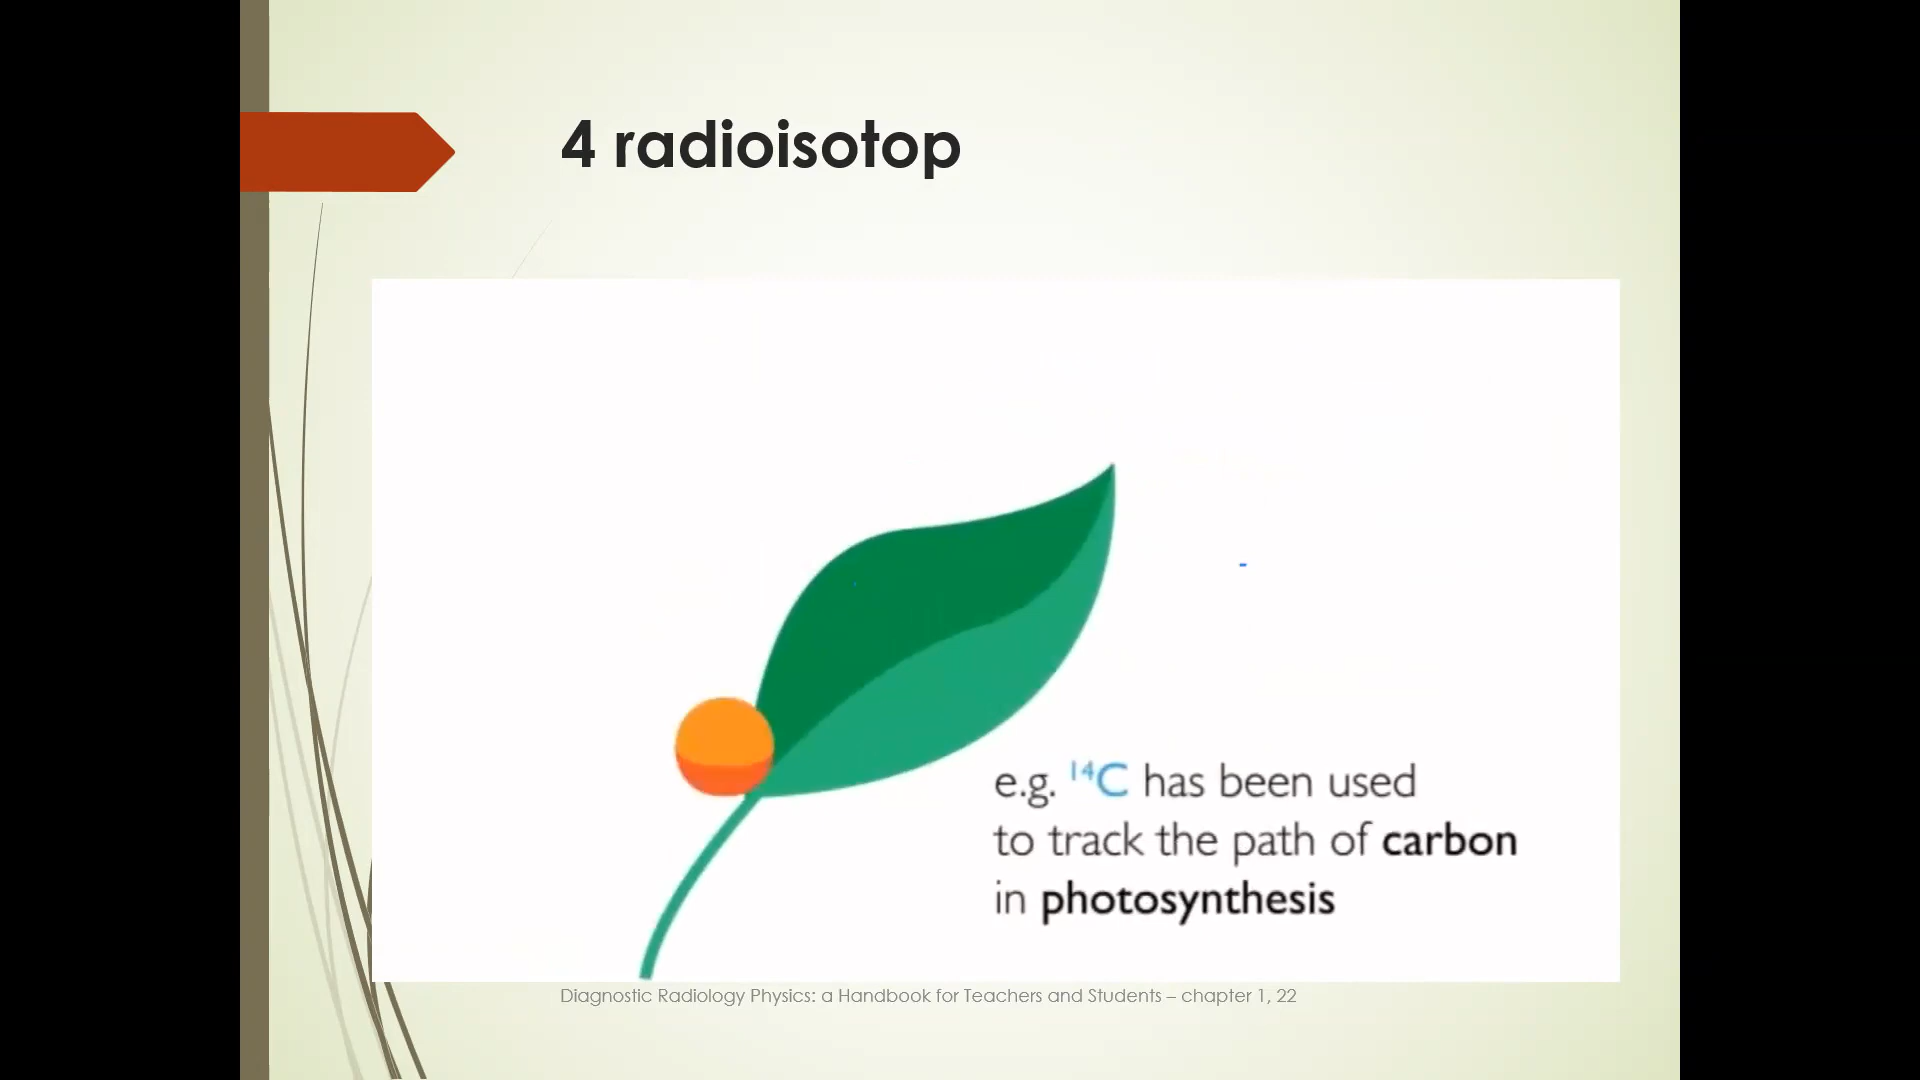 4 radioisotop
e.g. ¹⁴C has been used
to track the path of carbon
in photosynthesis
Diagnostic Radiology Physics: a Handbook for Teachers and Students – chapter 1, 22